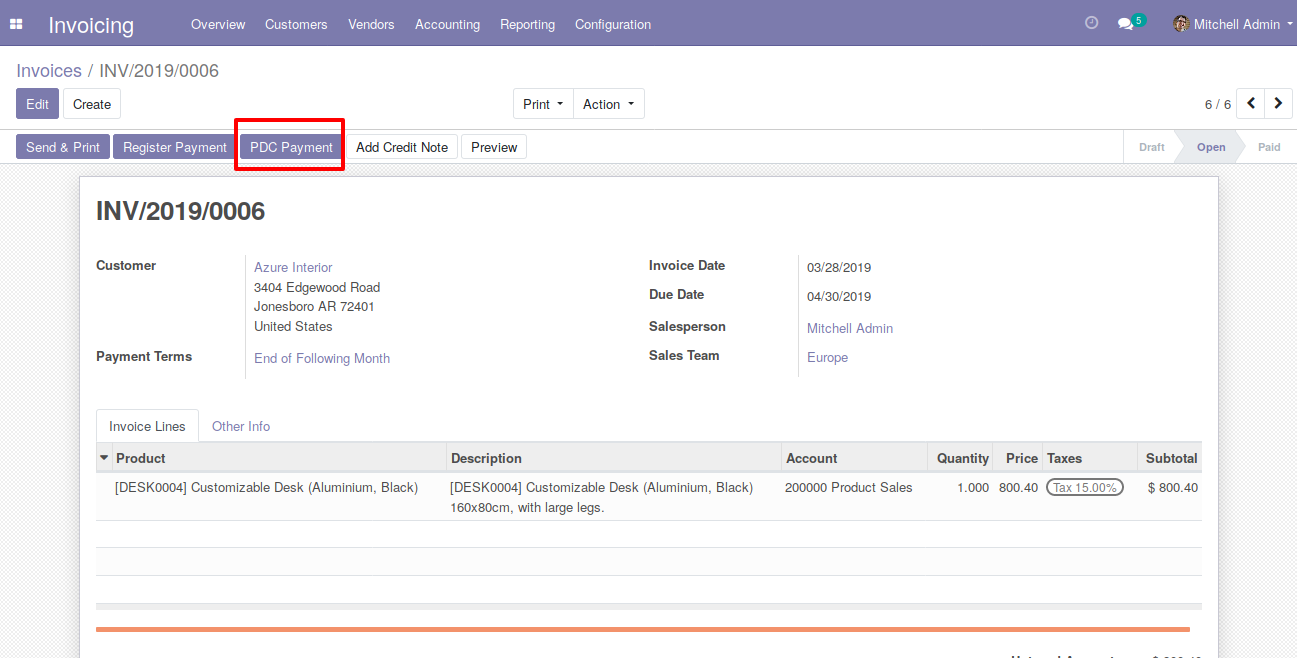 Invoicing Overview Customers Vendors Accounting Reporting Configuration 5 Mitchell Admin
Invoices / INV/2019/0006
Edit Create Print Action 6 / 6
Send & Print Register Payment PDC Payment Add Credit Note Preview Draft Open Paid
INV/2019/0006
Customer Azure Interior Invoice Date 03/28/2019
3404 Edgewood Road
Due Date 04/30/2019
Jonesboro AR 72401
United States Salesperson Mitchell Admin
Payment Terms End of Following Month Sales Team Europe
Invoice Lines Other Info
Product Description Account Quantity Price Taxes Subtotal
[DESK0004] Customizable Desk (Aluminium, Black) [DESK0004] Customizable Desk (Aluminium, Black) 200000 Product Sales 1.000 800.40 Tax 15.00% $ 800.40
160x80cm, with large legs.